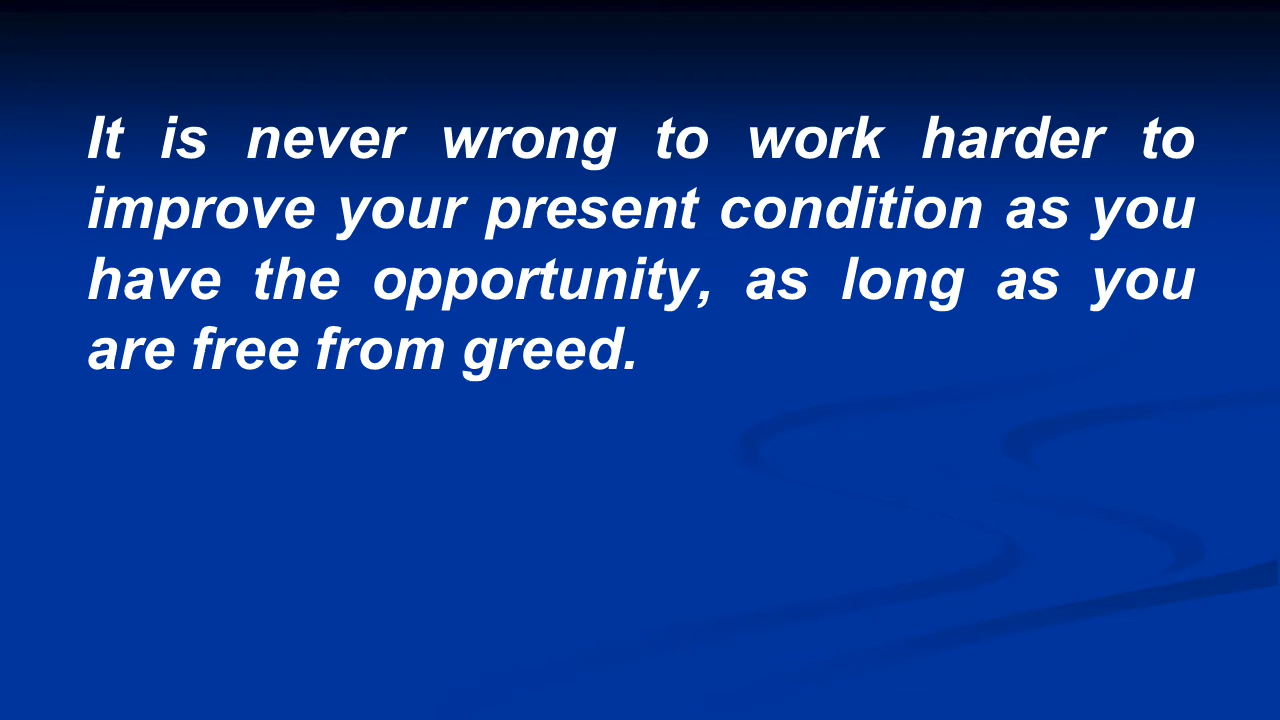 It is never wrong to work harder to
improve your present condition as you
have the opportunity, as long as you
are free from greed.